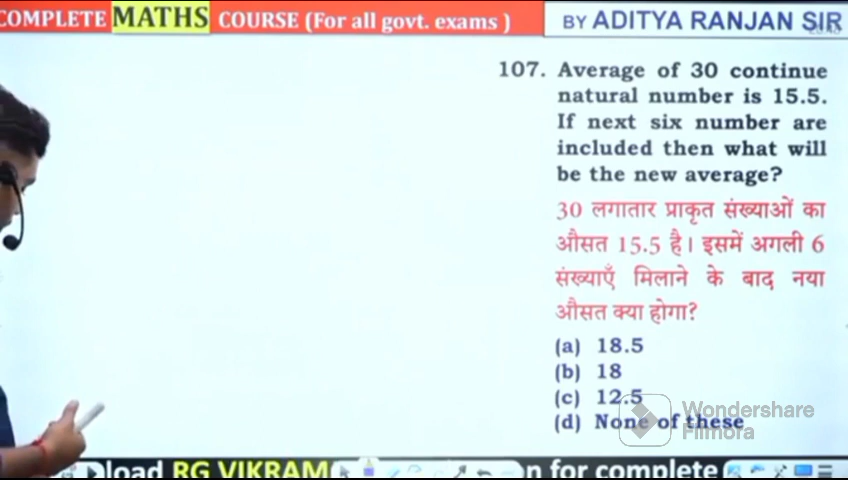 COMPLETE MATHS COURSE (For all govt. exams )
BY ADITYA RANJAN SIR
107. Average of 30 continue
natural number is 15.5.
If next six number are
included then what will
be the new average?
30 लगातार प्राकृत संख्याओं का
औसत 15.5 है। इसमें अगली 6
संख्याएँ मिलाने के बाद नया
औसत क्या होगा?
(a) 18.5
(b) 18
(c) 12.5
(d) None of these
Wondershare
Filmora
load RG VIKRAM
n for complete